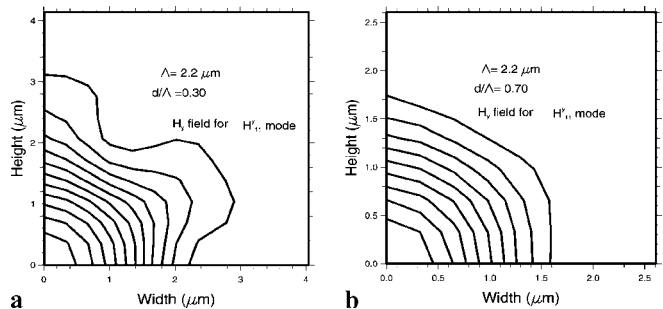 4
3
2
1
0
0 1 2 3 4
Height (μm)
Width (μm)
Λ= 2.2 μm
d/Λ =0.30
Hy field for Hy11 mode
a
2.5
2.0
1.5
1.0
0.5
0.0
0.0 0.5 1.0 1.5 2.0 2.5
Height (μm)
Width (μm)
Λ= 2.2 μm
d/Λ= 0.70
Hy field for Hy11 mode
b